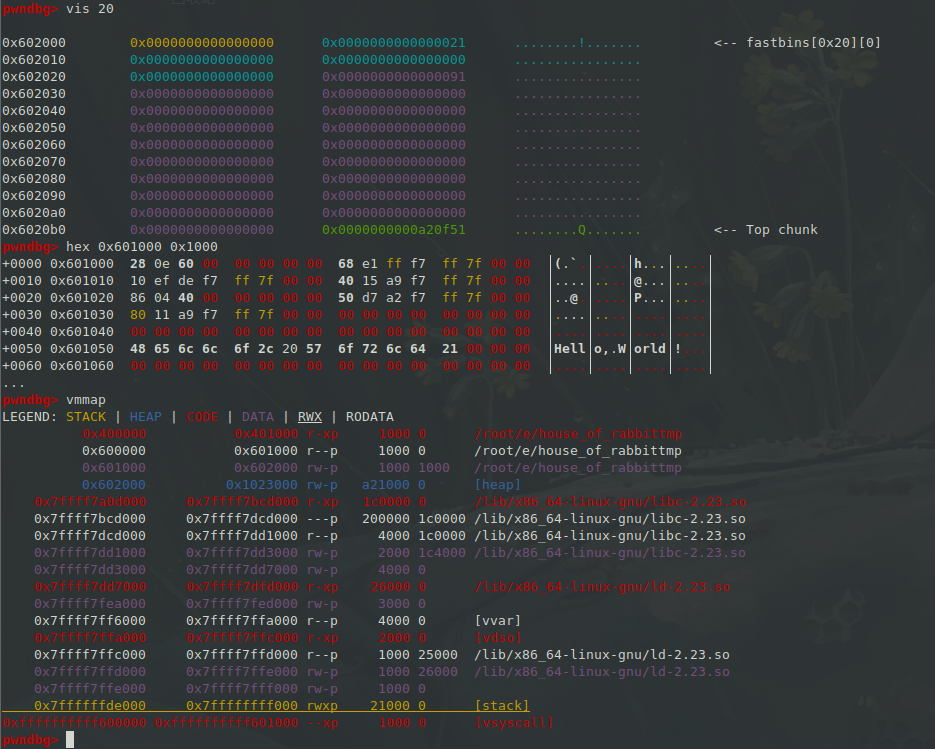 pwndbg> vis 20
0x602000 0x0000000000000000 0x0000000000000021 ........!....... <-- fastbins[0x20][0]
0x602010 0x0000000000000000 0x0000000000000000 ................
0x602020 0x0000000000000000 0x0000000000000091 ................
0x602030 0x0000000000000000 0x0000000000000000 ................
0x602040 0x0000000000000000 0x0000000000000000 ................
0x602050 0x0000000000000000 0x0000000000000000 ................
0x602060 0x0000000000000000 0x0000000000000000 ................
0x602070 0x0000000000000000 0x0000000000000000 ................
0x602080 0x0000000000000000 0x0000000000000000 ................
0x602090 0x0000000000000000 0x0000000000000000 ................
0x6020a0 0x0000000000000000 0x0000000000000000 ................
0x6020b0 0x0000000000000000 0x0000000000a20f51 ........Q....... <-- Top chunk
pwndbg> hex 0x601000 0x1000
+0000 0x601000 28 0e 60 00 00 00 00 00 68 e1 ff f7 ff 7f 00 00 |(.`.|....|h...|....|
+0010 0x601010 10 ef de f7 ff 7f 00 00 40 15 a9 f7 ff 7f 00 00 |....|....|@...|....|
+0020 0x601020 86 04 40 00 00 00 00 00 50 d7 a2 f7 ff 7f 00 00 |..@.|....|P...|....|
+0030 0x601030 80 11 a9 f7 ff 7f 00 00 00 00 00 00 00 00 00 00 |....|....|....|....|
+0040 0x601040 00 00 00 00 00 00 00 00 00 00 00 00 00 00 00 00 |....|....|....|....|
+0050 0x601050 48 65 6c 6c 6f 2c 20 57 6f 72 6c 64 21 00 00 00 |Hell|o,.W|orld|!...|
+0060 0x601060 00 00 00 00 00 00 00 00 00 00 00 00 00 00 00 00 |....|....|....|....|
...
pwndbg> vmmap
LEGEND: STACK | HEAP | CODE | DATA | RWX | RODATA
0x400000 0x401000 r-xp 1000 0 /root/e/house_of_rabbittmp
0x600000 0x601000 r--p 1000 0 /root/e/house_of_rabbittmp
0x601000 0x602000 rw-p 1000 1000 /root/e/house_of_rabbittmp
0x602000 0x1023000 rw-p a21000 0 [heap]
0x7ffff7a0d000 0x7ffff7bcd000 r-xp 1c0000 0 /lib/x86_64-linux-gnu/libc-2.23.so
0x7ffff7bcd000 0x7ffff7dcd000 ---p 200000 1c0000 /lib/x86_64-linux-gnu/libc-2.23.so
0x7ffff7dcd000 0x7ffff7dd1000 r--p 4000 1c0000 /lib/x86_64-linux-gnu/libc-2.23.so
0x7ffff7dd1000 0x7ffff7dd3000 rw-p 2000 1c4000 /lib/x86_64-linux-gnu/libc-2.23.so
0x7ffff7dd3000 0x7ffff7dd7000 rw-p 4000 0
0x7ffff7dd7000 0x7ffff7dfd000 r-xp 26000 0 /lib/x86_64-linux-gnu/ld-2.23.so
0x7ffff7fea000 0x7ffff7fed000 rw-p 3000 0
0x7ffff7ff6000 0x7ffff7ffa000 r--p 4000 0 [vvar]
0x7ffff7ffa000 0x7ffff7ffc000 r-xp 2000 0 [vdso]
0x7ffff7ffc000 0x7ffff7ffd000 r--p 1000 25000 /lib/x86_64-linux-gnu/ld-2.23.so
0x7ffff7ffd000 0x7ffff7ffe000 rw-p 1000 26000 /lib/x86_64-linux-gnu/ld-2.23.so
0x7ffff7ffe000 0x7ffff7fff000 rw-p 1000 0
0x7ffffffde000 0x7ffffffff000 rwxp 21000 0 [stack]
0xffffffffff600000 0xffffffffff601000 --xp 1000 0 [vsyscall]
pwndbg>